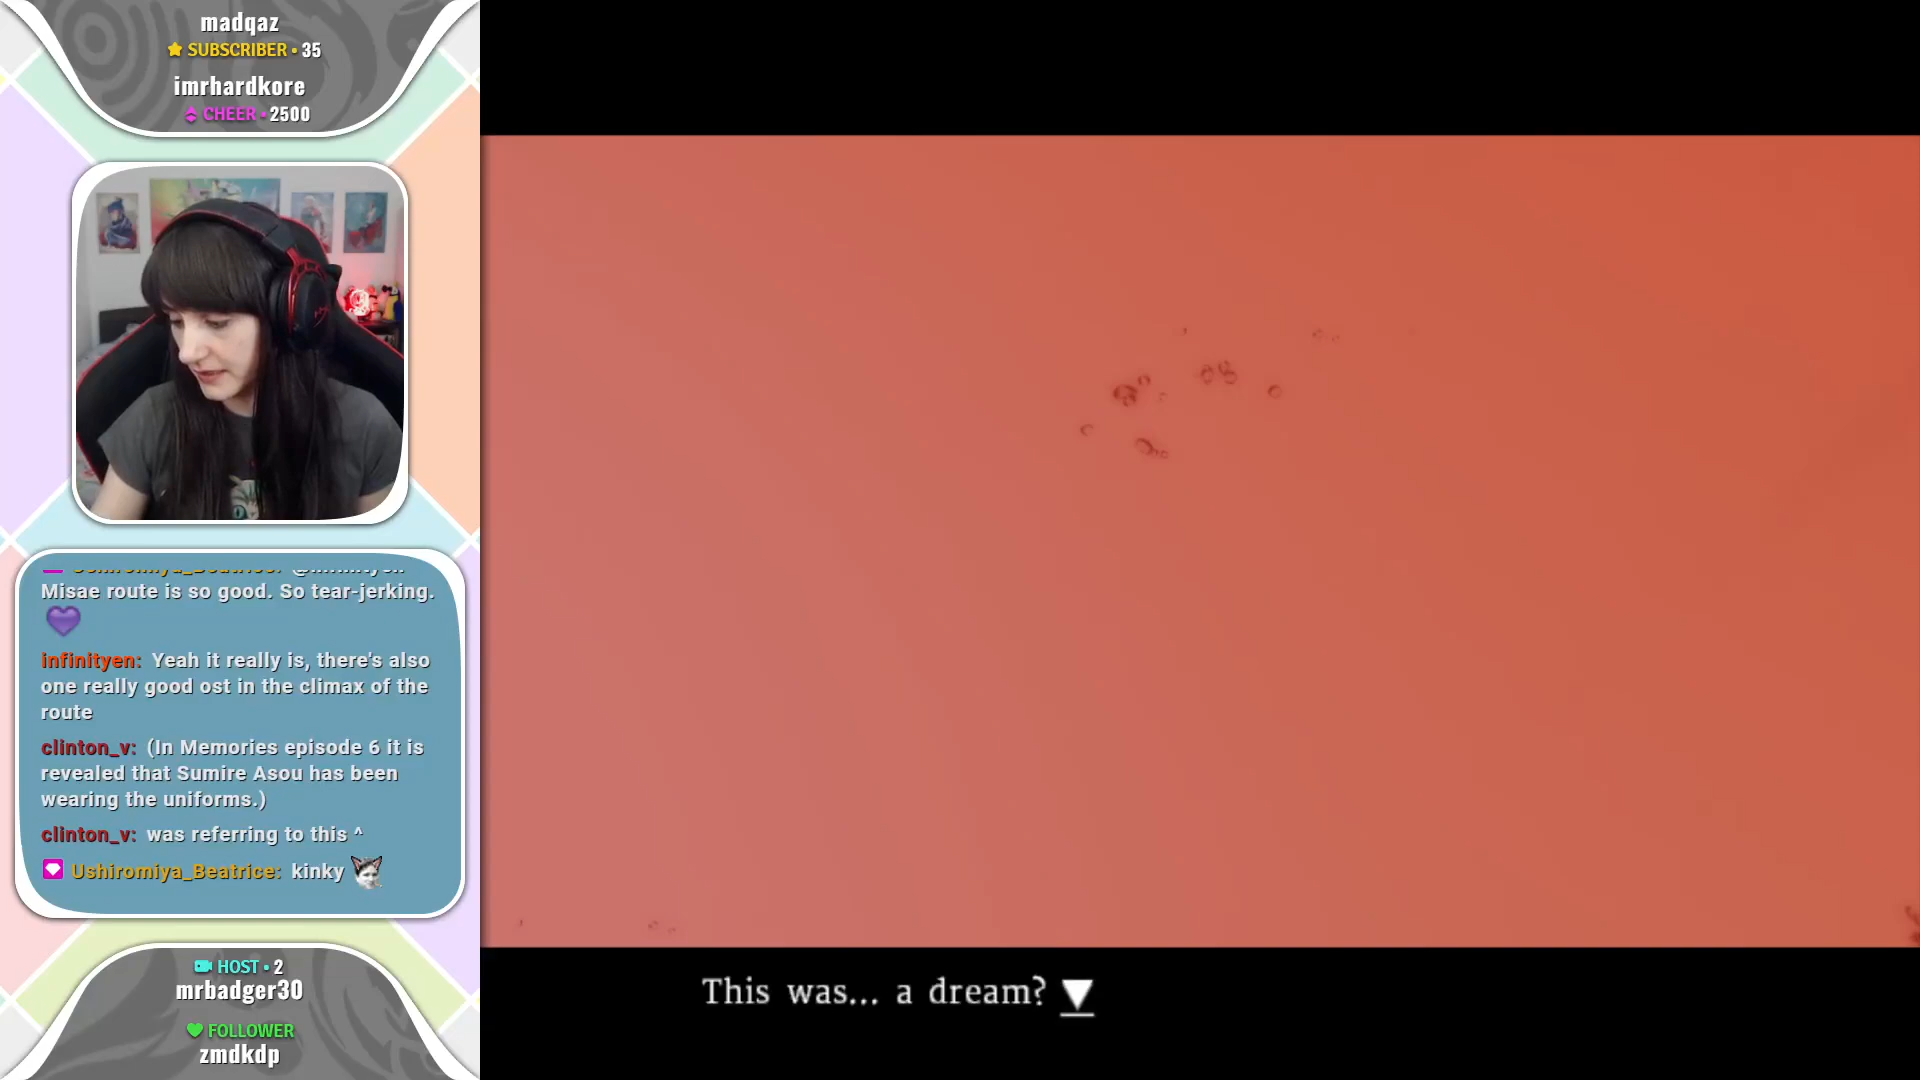 madqaz
SUBSCRIBER • 35
imrhardkore
CHEER • 2500
Misae route is so good. So tear-jerking.
infinityen: Yeah it really is, there's also
one really good ost in the climax of the
route
clinton_v: (In Memories episode 6 it is
revealed that Sumire Asou has been
wearing the uniforms.)
clinton_v: was referring to this ^
Ushiromiya_Beatrice: kinky
HOST • 2
mrbadger30
FOLLOWER
zmdkdp
This was... a dream?